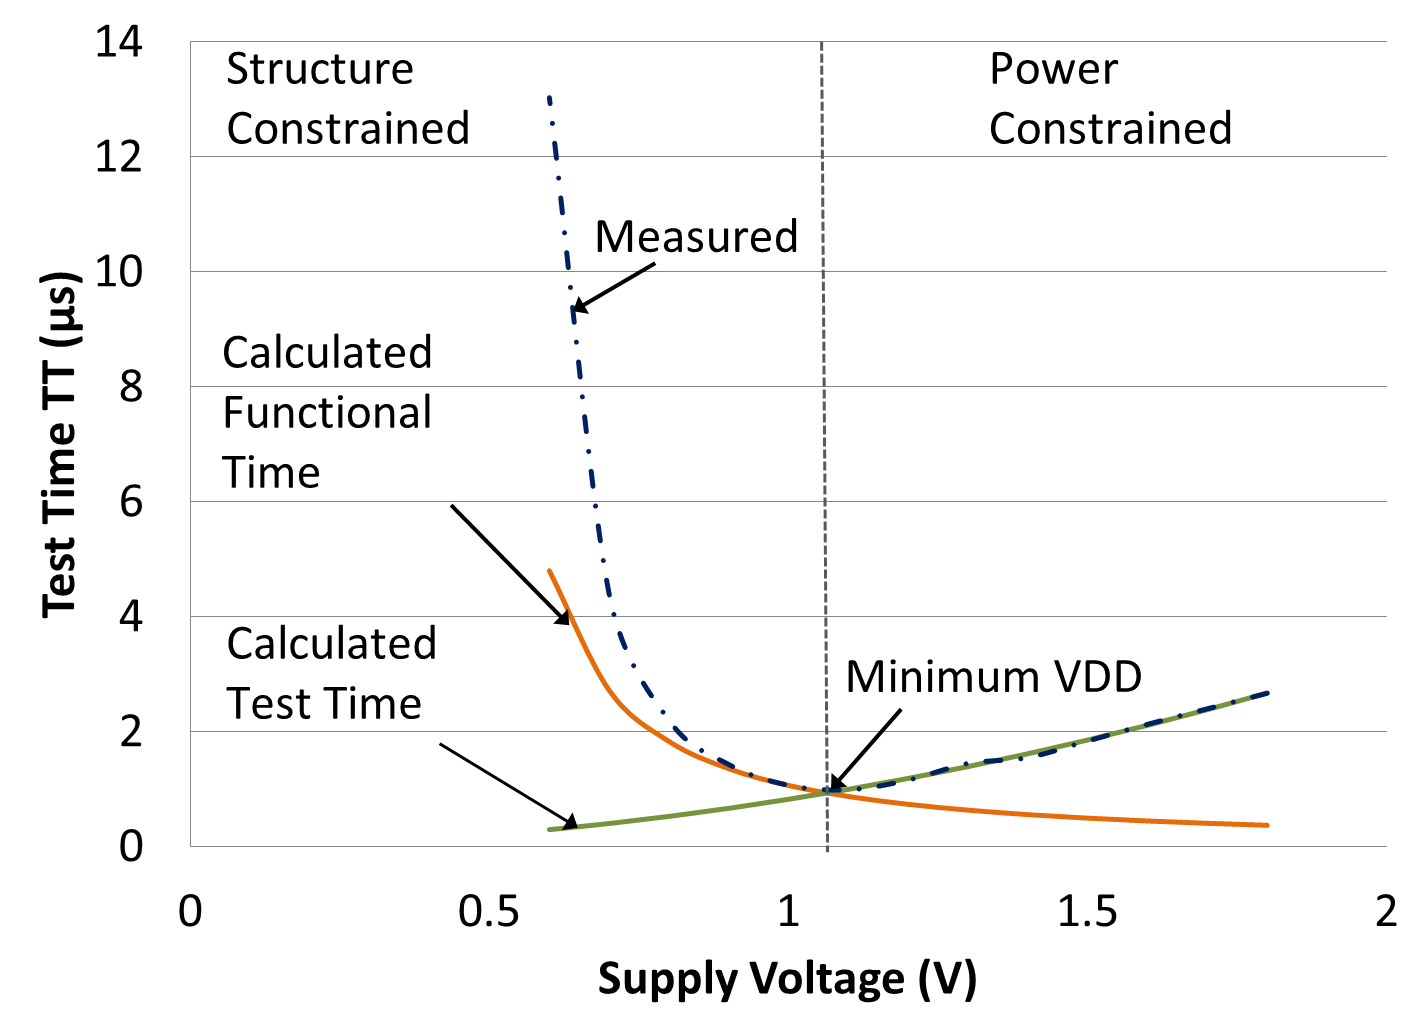 14
Structure
Constrained
Power
Constrained
12
Measured
10
Calculated
Functional
Time
8
6
4
Calculated
Test Time
Minimum VDD
2
0
Test Time TT (µs)
0
0.5
1
1.5
2
Supply Voltage (V)